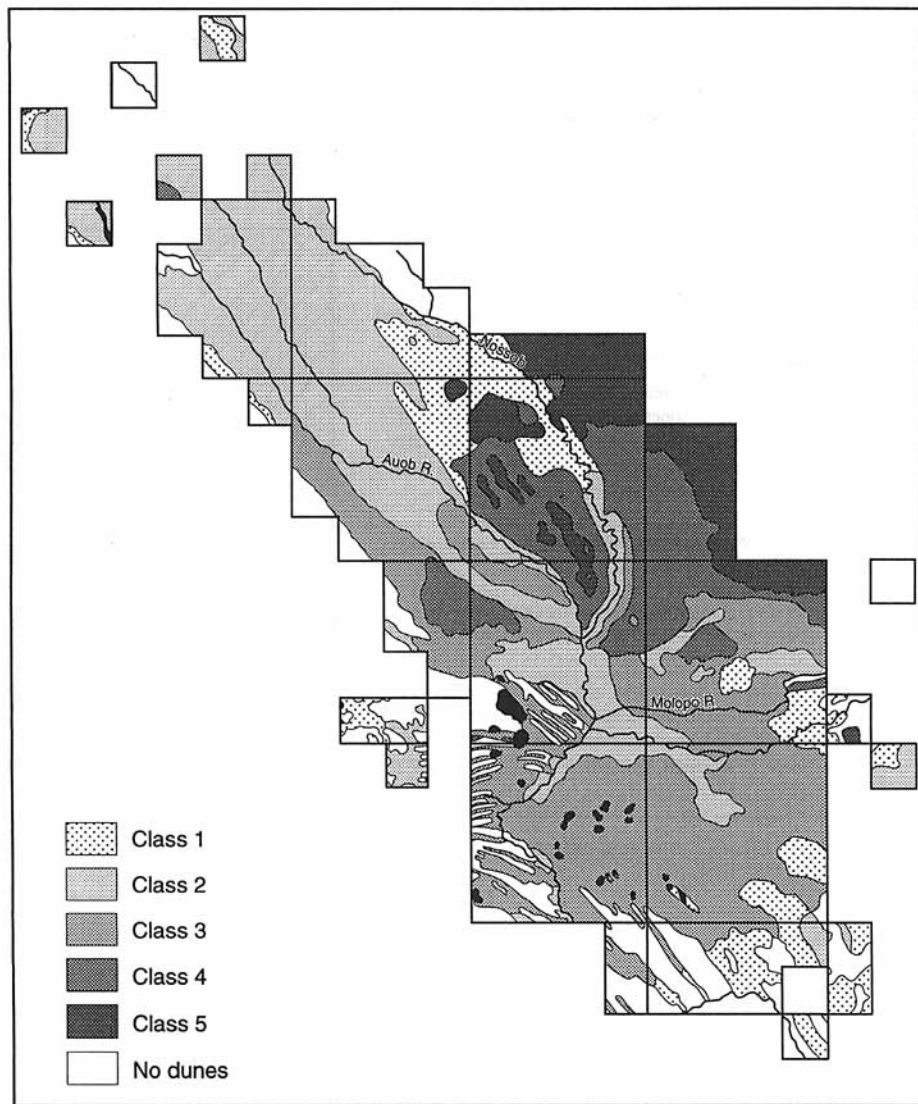 Nossob
Auob R.
Molopo R
Class 1
Class 2
Class 3
Class 4
Class 5
No dunes